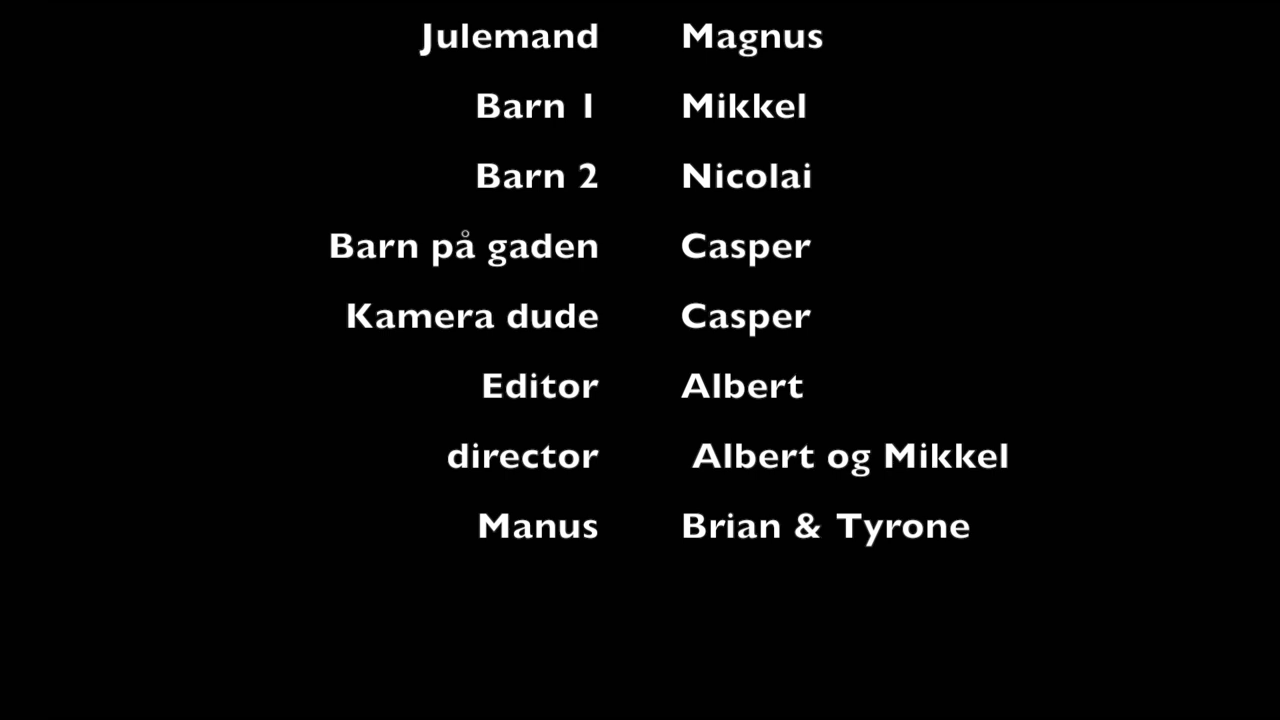 Julemand Magnus
Barn 1 Mikkel
Barn 2 Nicolai
Barn på gaden Casper
Kamera dude Casper
Editor Albert
director Albert og Mikkel
Manus Brian & Tyrone